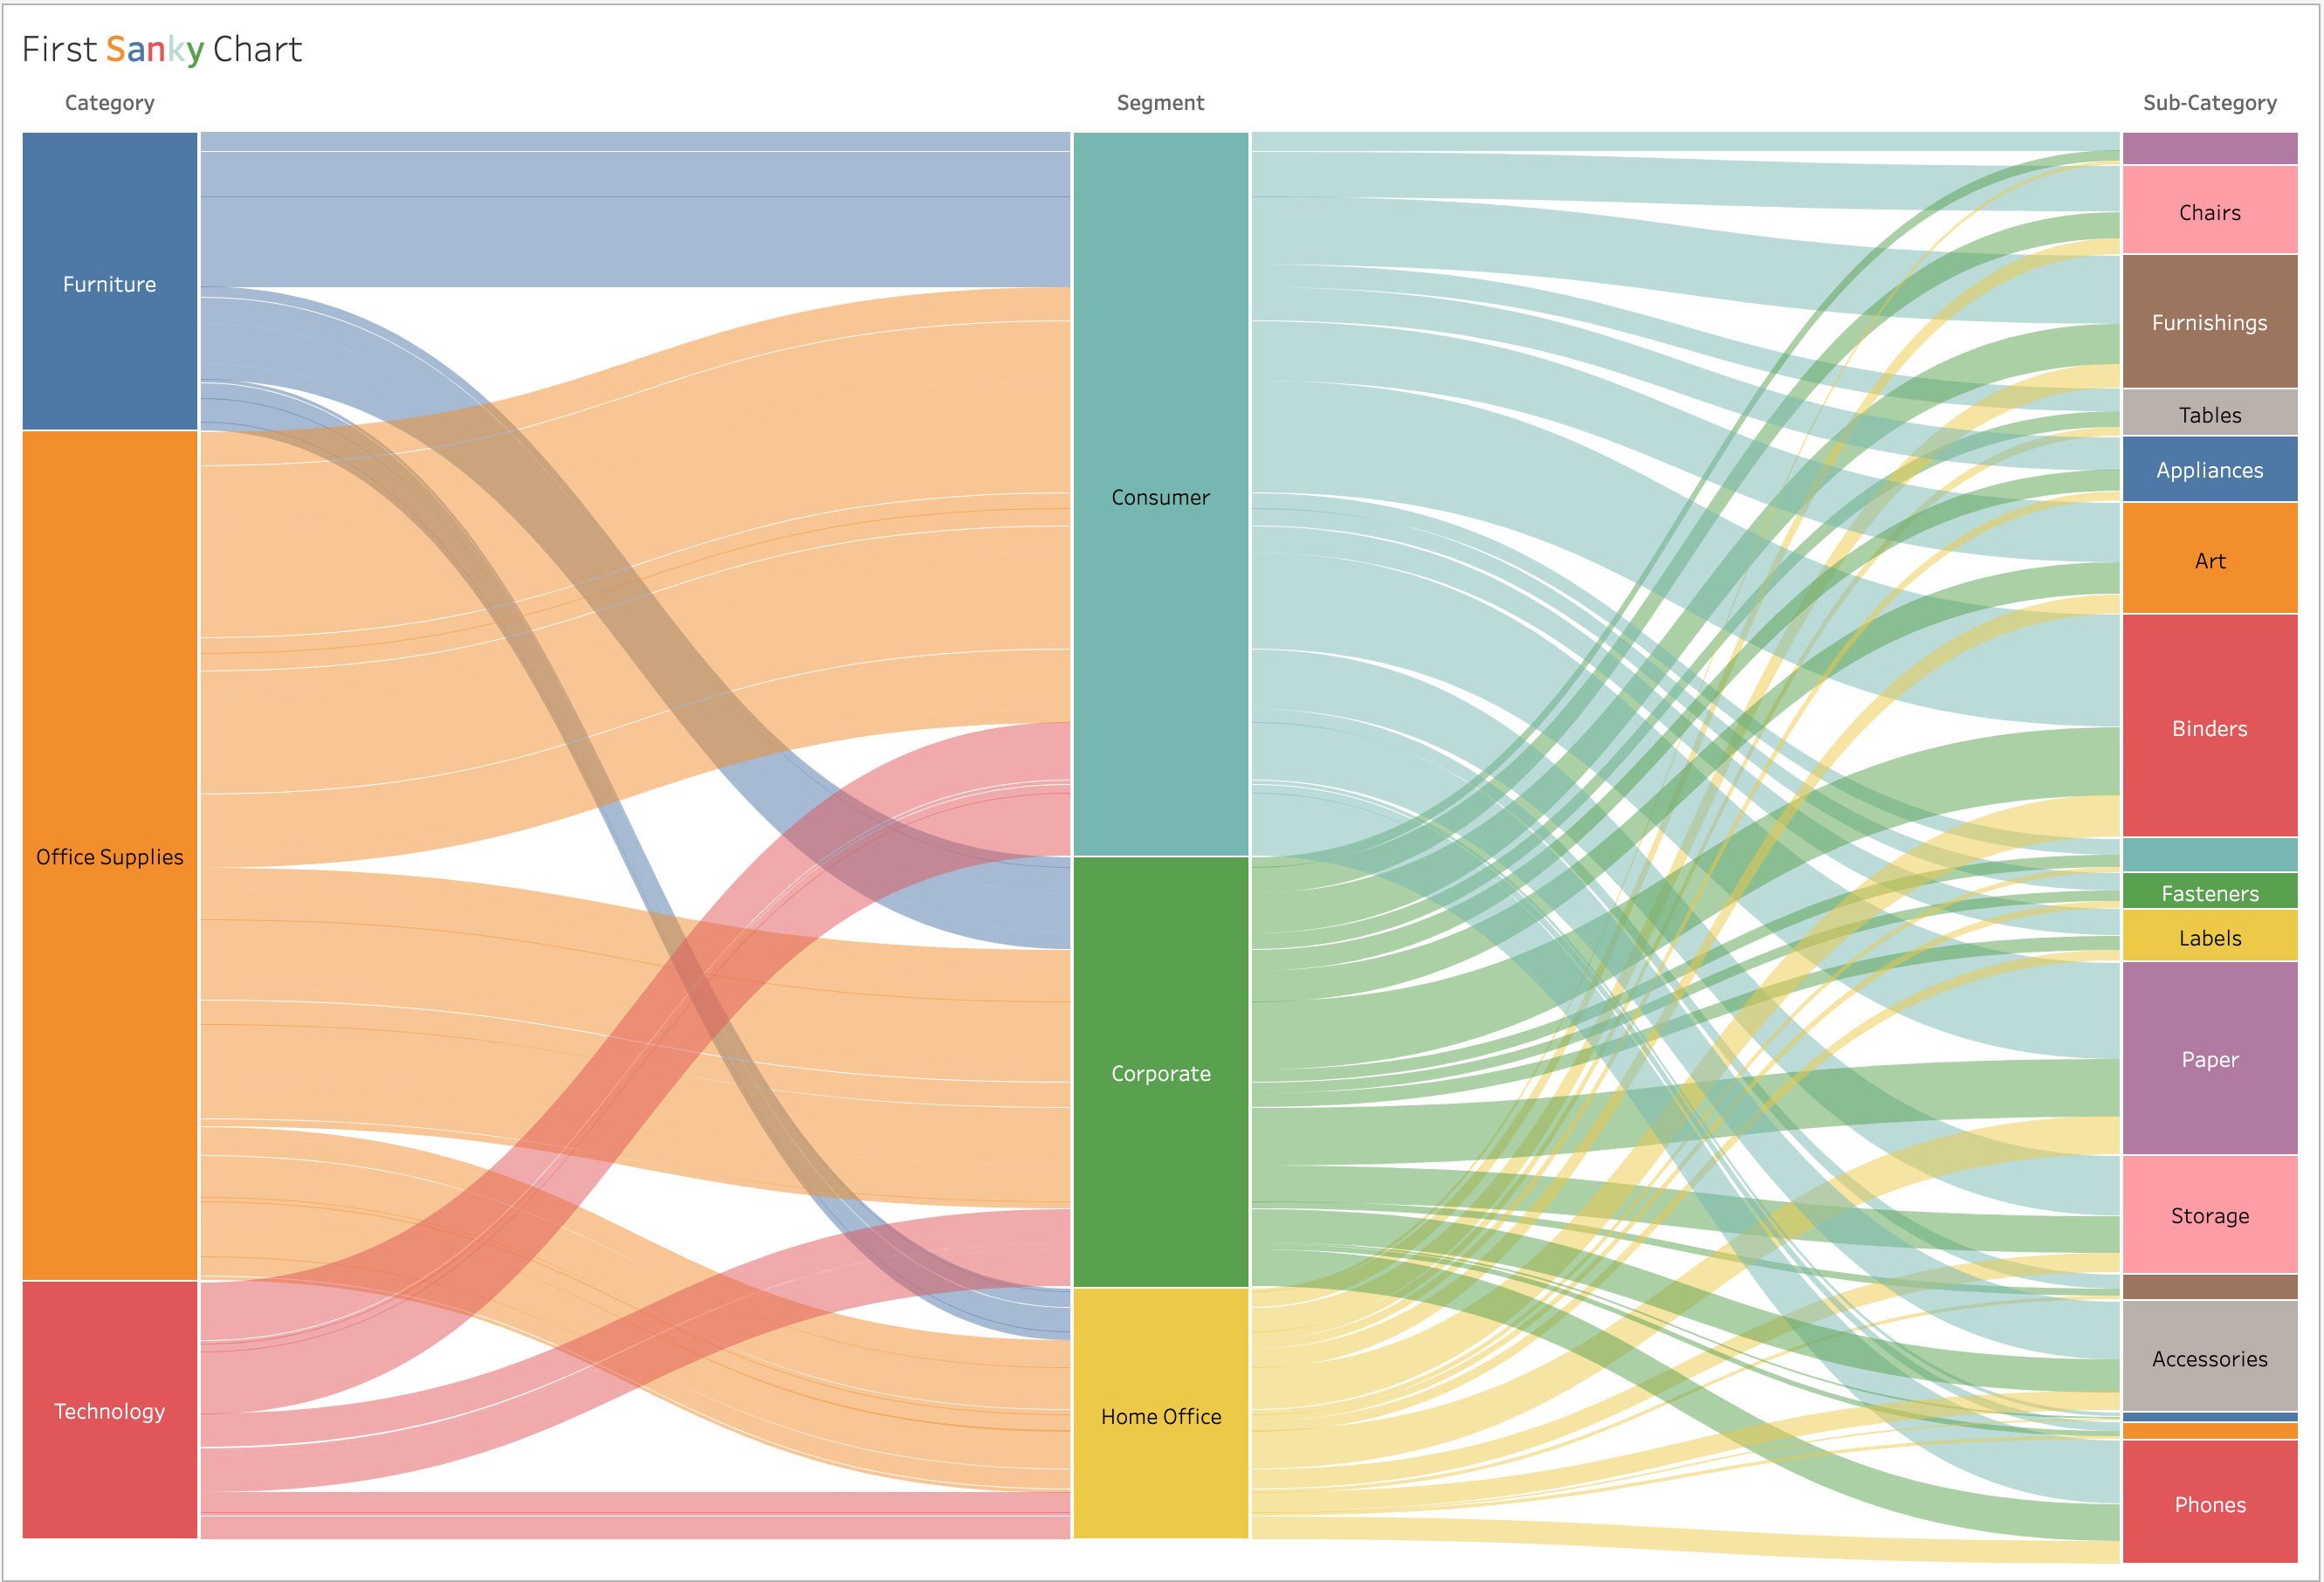 First Sanky Chart
Category
Segment
Sub-Category
Furniture
Office Supplies
Technology
Consumer
Corporate
Home Office
Chairs
Furnishings
Tables
Appliances
Art
Binders
Fasteners
Labels
Paper
Storage
Accessories
Phones